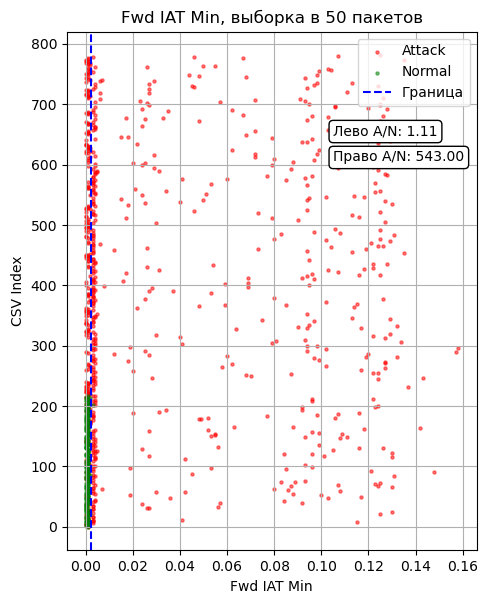 Fwd IAT Min, выборка в 50 пакетов
800
700
600
500
400
300
200
100
0
CSV Index
Attack
Normal
Граница
Лево A/N: 1.11
Право A/N: 543.00
0.00 0.02 0.04 0.06 0.08 0.10 0.12 0.14 0.16
Fwd IAT Min